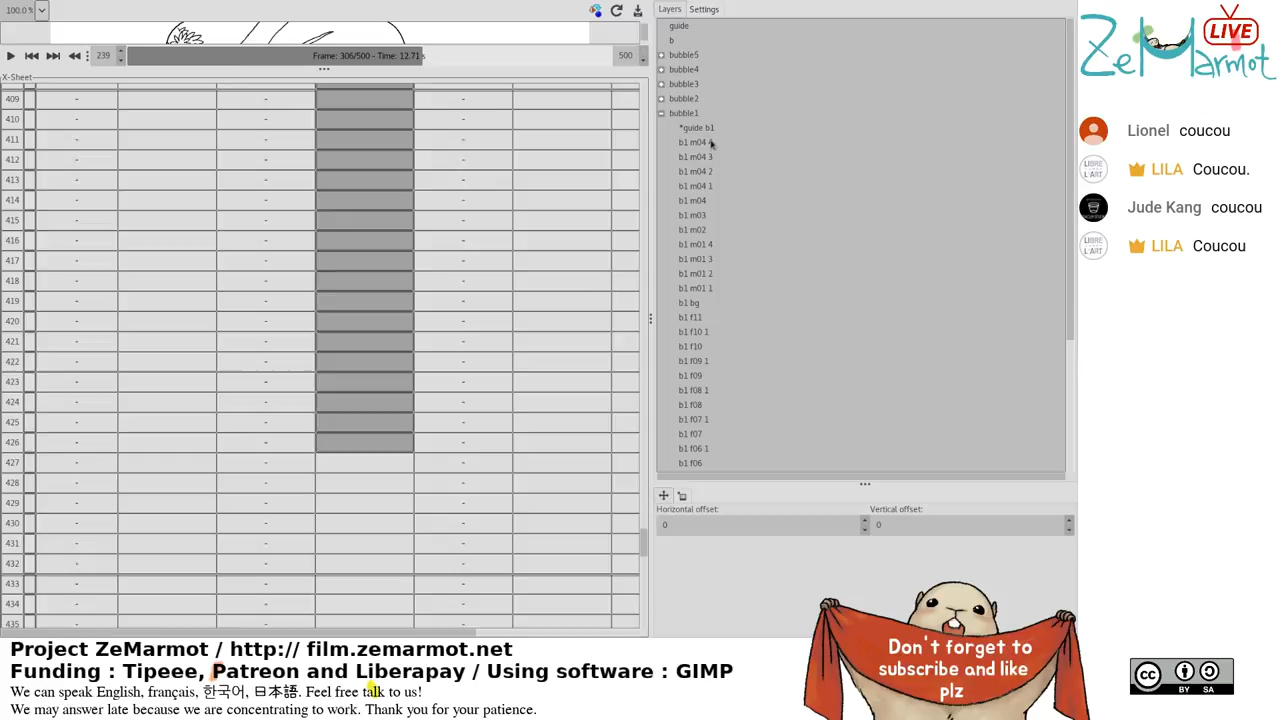 100.0 %
239
Frame: 306/500 - Time: 12.71 s
500
X-Sheet
409 - - -
410 - - -
411 - - -
412 - - -
413 - - -
414 - - -
415 - - -
416 - - -
417 - - -
418 - - -
419 - - -
420 - - -
421 - - -
422 - - -
423 - - -
424 - - -
425 - - -
426 - - -
427 - - -
428 - - -
429 - - -
430 - - -
431 - - -
432 - - -
433 - - -
434 - - -
435 - - -
Layers Settings
guide
b
bubble5
bubble4
bubble3
bubble2
bubble1
*guide b1
b1 m04 4
b1 m04 3
b1 m04 2
b1 m04 1
b1 m04
b1 m03
b1 m02
b1 m01 4
b1 m01 3
b1 m01 2
b1 m01 1
b1 bg
b1 f11
b1 f10 1
b1 f10
b1 f09 1
b1 f09
b1 f08 1
b1 f08
b1 f07 1
b1 f07
b1 f06 1
b1 f06
Horizontal offset: Vertical offset:
0 0
ZeMarmot
LIVE
Lionel coucou
LILA Coucou.
Jude Kang coucou
LILA Coucou
Don't forget to
subscribe and like
plz
Project ZeMarmot / http:// film.zemarmot.net
Funding : Tipeee, Patreon and Liberapay / Using software : GIMP
We can speak English, français, 한국어, 日本語. Feel free talk to us!
We may answer late because we are concentrating to work. Thank you for your patience.
CC BY SA